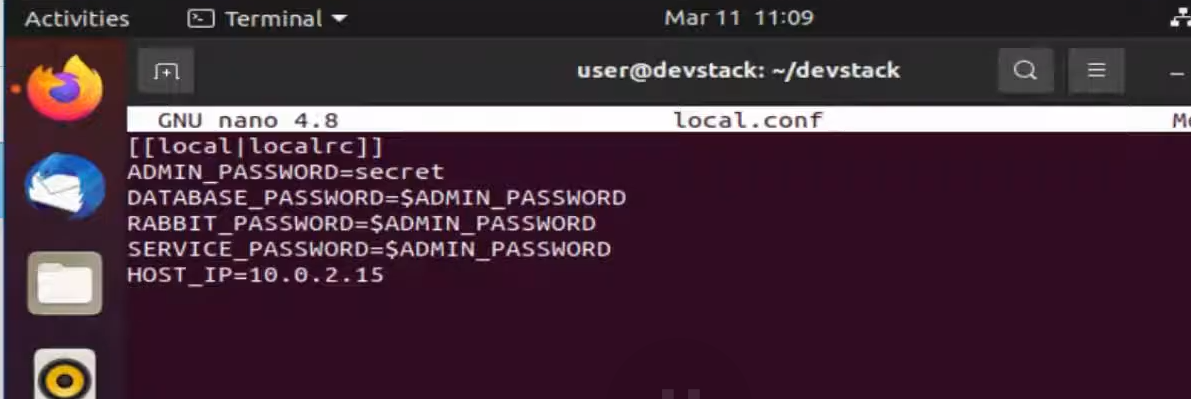 Activities Terminal Mar 11 11:09
user@devstack: ~/devstack
GNU nano 4.8 local.conf
[[local|localrc]]
ADMIN_PASSWORD=secret
DATABASE_PASSWORD=$ADMIN_PASSWORD
RABBIT_PASSWORD=$ADMIN_PASSWORD
SERVICE_PASSWORD=$ADMIN_PASSWORD
HOST_IP=10.0.2.15